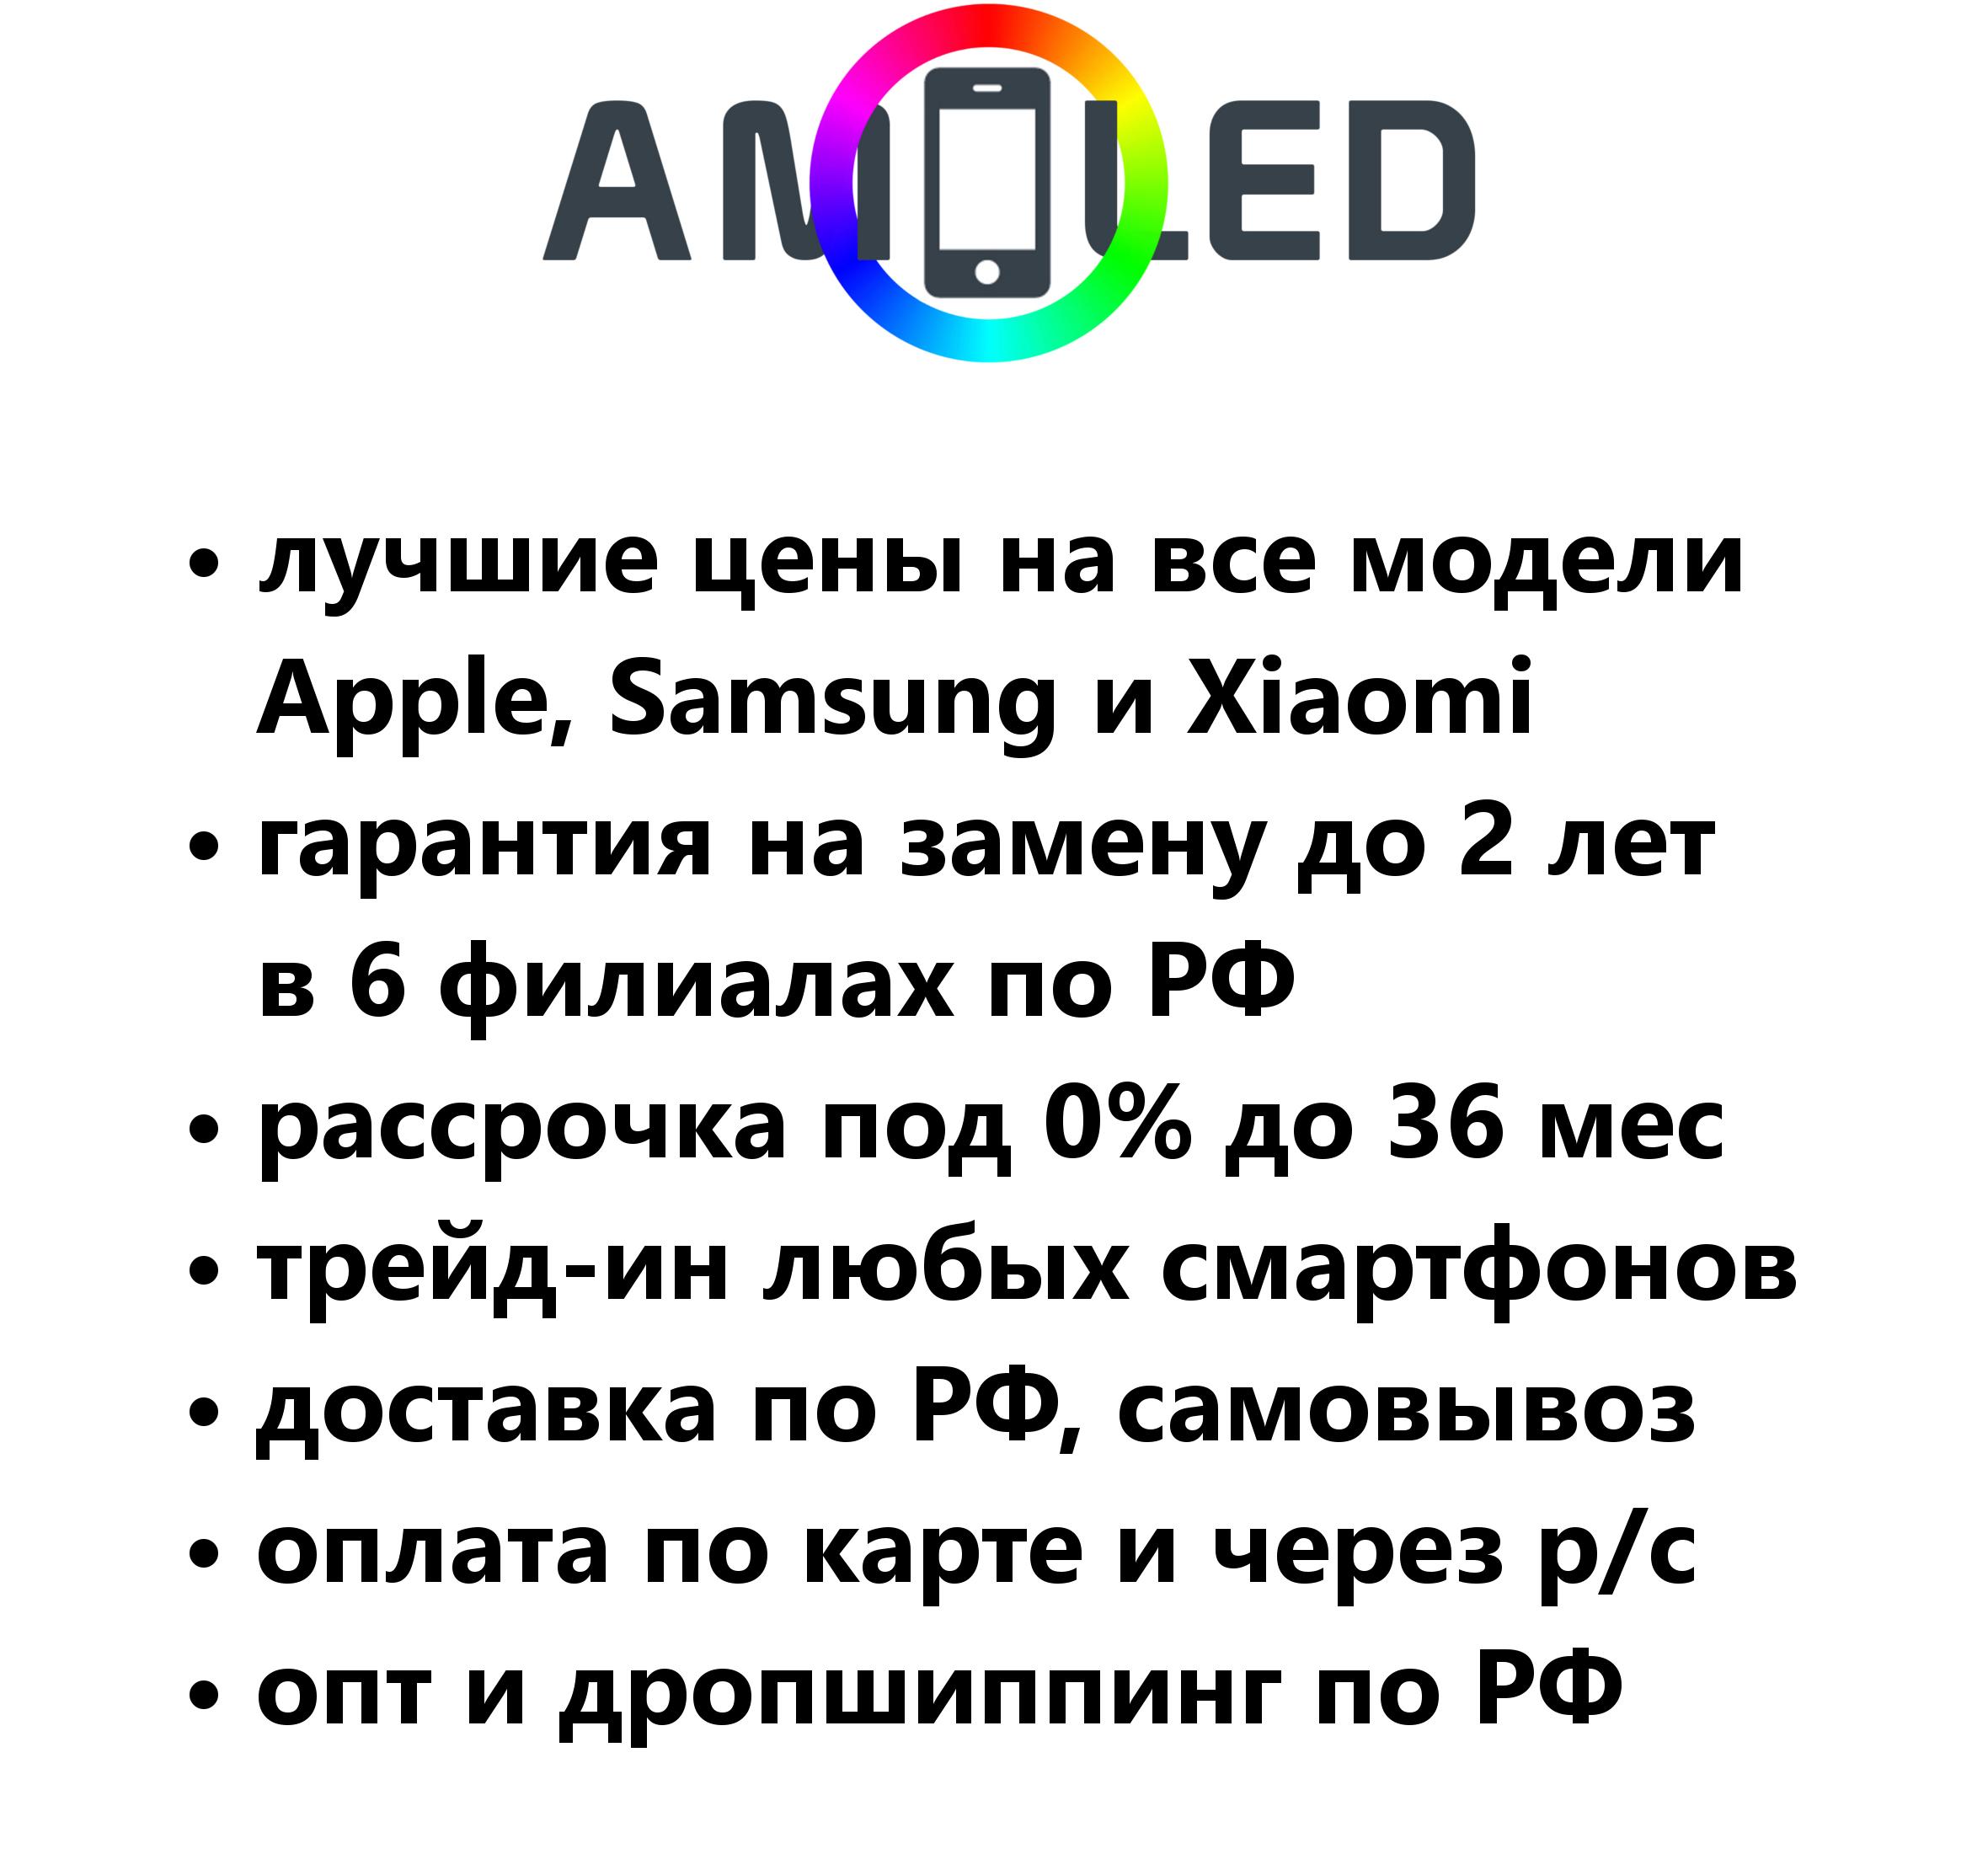 AMOLED
• лучшие цены на все модели
Apple, Samsung и Xiaomi
• гарантия на замену до 2 лет
в 6 филиалах по РФ
• рассрочка под 0% до 36 мес
• трейд-ин любых смартфонов
• доставка по РФ, самовывоз
• оплата по карте и через р/с
• опт и дропшиппинг по РФ